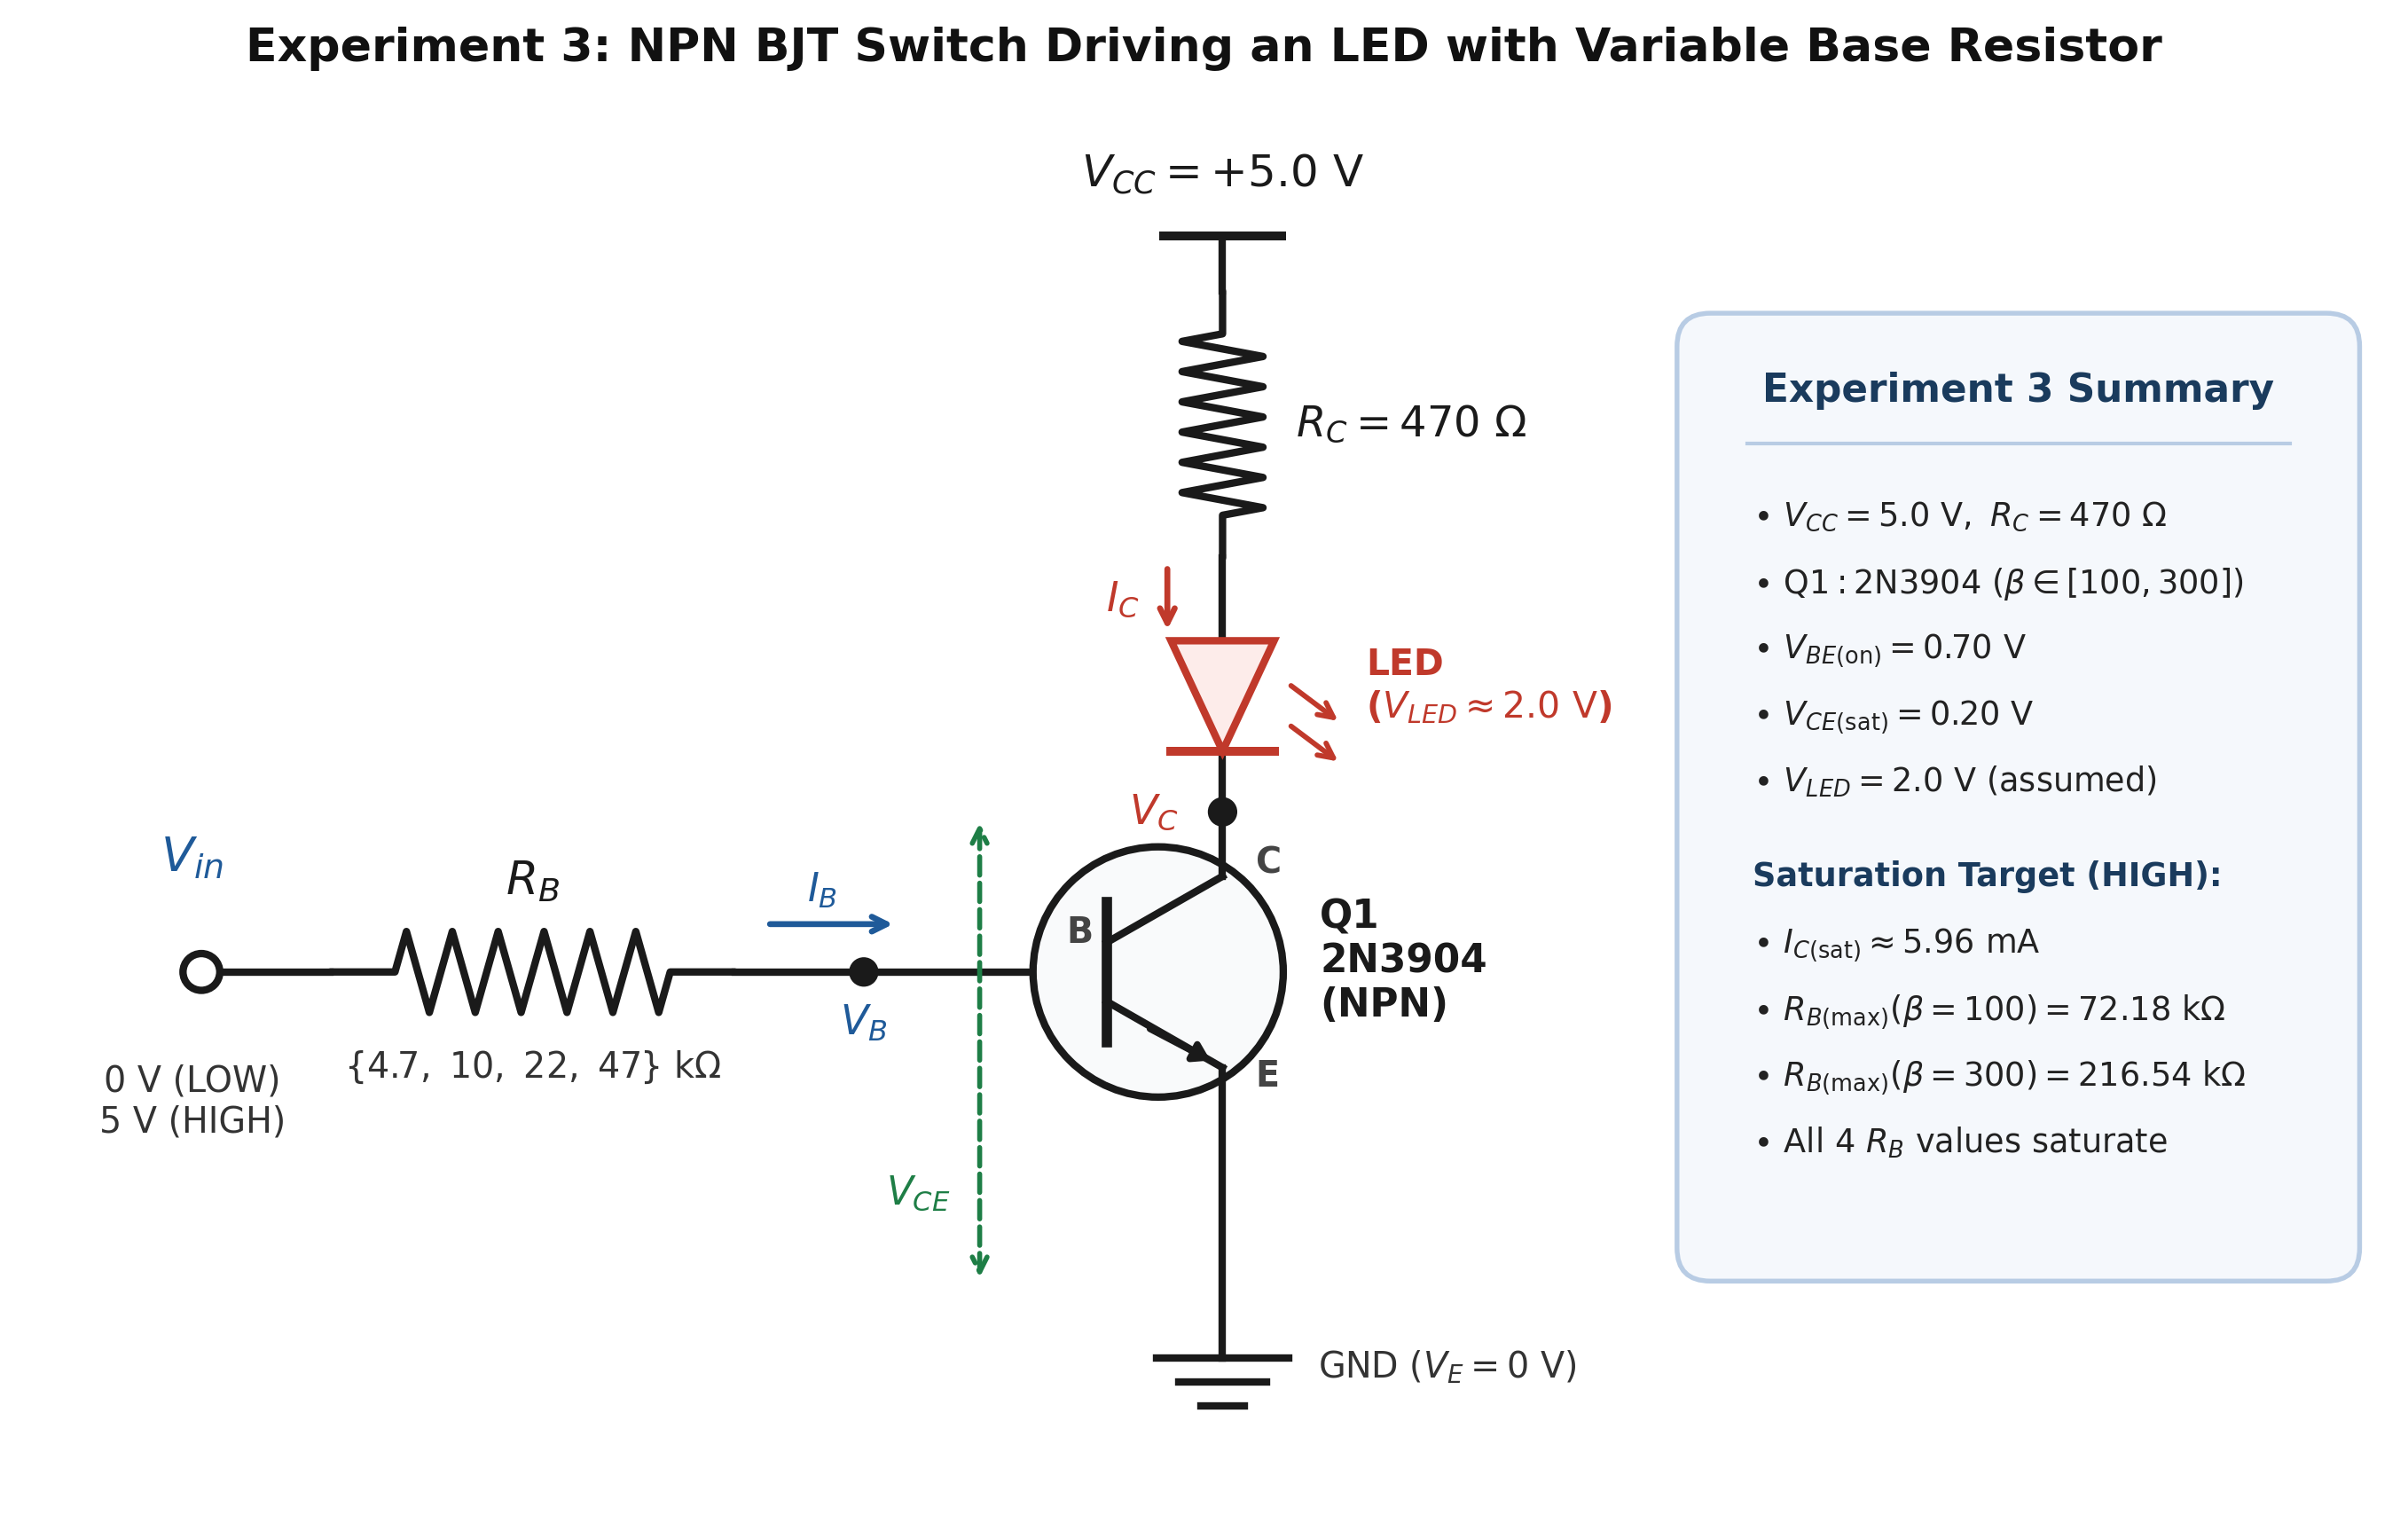 Experiment 3: NPN BJT Switch Driving an LED with Variable Base Resistor
V_CC = +5.0 V
R_C = 470 Ω
I_C
LED
(V_LED ≈ 2.0 V)
V_C
C
B
E
Q1
2N3904
(NPN)
V_in
R_B
I_B
V_B
{4.7, 10, 22, 47} kΩ
0 V (LOW)
5 V (HIGH)
V_CE
GND (V_E = 0 V)
Experiment 3 Summary
• V_CC = 5.0 V, R_C = 470 Ω
• Q1 : 2N3904 (β ∈ [100, 300])
• V_BE(on) = 0.70 V
• V_CE(sat) = 0.20 V
• V_LED = 2.0 V (assumed)
Saturation Target (HIGH):
• I_C(sat) ≈ 5.96 mA
• R_B(max)(β = 100) = 72.18 kΩ
• R_B(max)(β = 300) = 216.54 kΩ
• All 4 R_B values saturate